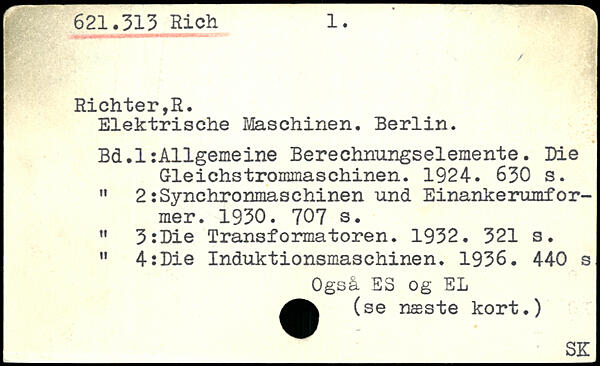 621.313 Rich 1.
Richter,R.
Elektrische Maschinen. Berlin.
Bd.1:Allgemeine Berechnungselemente. Die
Gleichstrommaschinen. 1924. 630 s.
" 2:Synchronmaschinen und Einankerumfor-
mer. 1930. 707 s.
" 3:Die Transformatoren. 1932. 321 s.
" 4:Die Induktionsmaschinen. 1936. 440 s
Også ES og EL
(se næste kort.)
SK